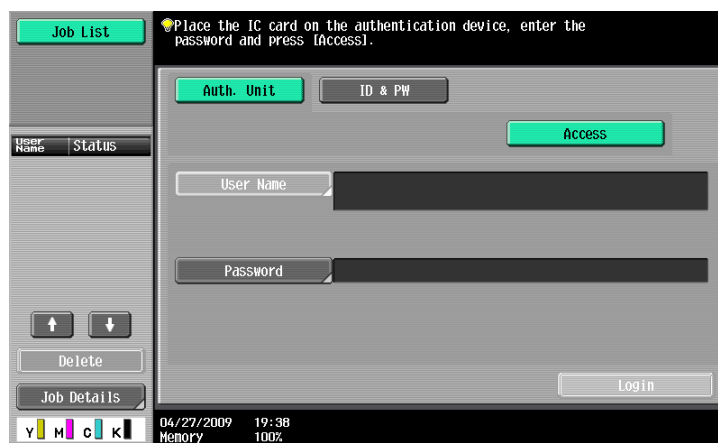 Job List
Place the IC card on the authentication device, enter the
password and press [Access].
Auth. Unit
ID & PW
Access
User Name
Status
User Name
Password
Delete
Login
Job Details
Y M C K
04/27/2009 19:38
Memory 100%